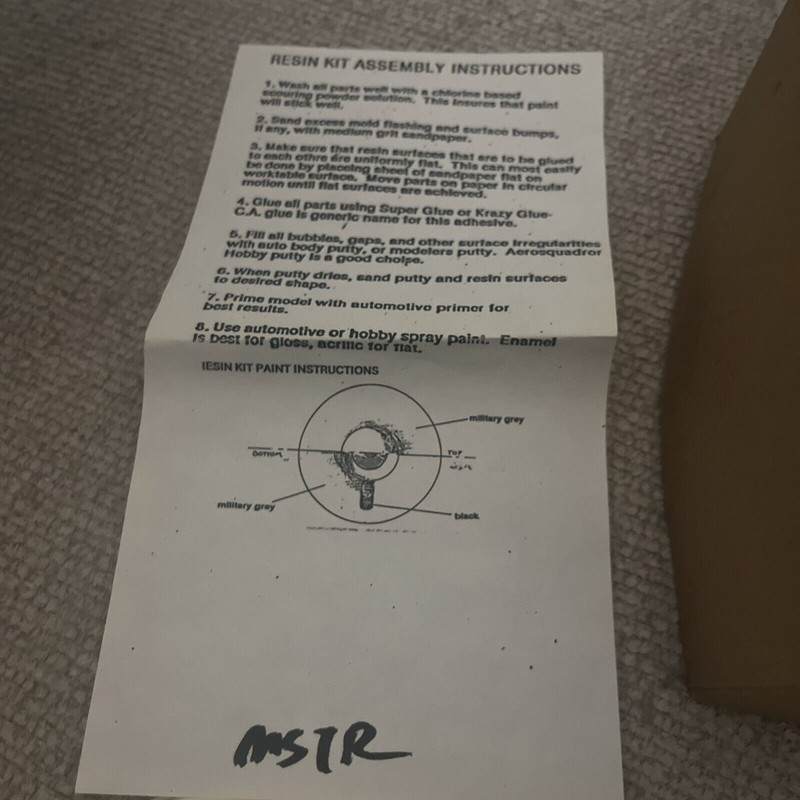 RESIN KIT ASSEMBLY INSTRUCTIONS
1. Wash all parts well with a chlorine based
scouring powder solution. This insures that paint
will stick well.
2. Sand excess mold flashing and surface bumps,
if any, with medium grit sandpaper.
3. Make sure that resin surfaces that are to be glued
to each othre are uniformly flat. This can most easily
be done by placeing sheet of sandpaper flat on
worktable surface. Move parts on paper in circular
motion until flat surfaces are achieved.
4. Glue all parts using Super Glue or Krazy Glue-
C.A. glue is generic name for this adhesive.
5. Fill all bubbles, gaps, and other surface irregularities
with auto body putty, or modelers putty. Aerosquadror
Hobby putty is a good choipe.
6. When putty dries, sand putty and resin surfaces
to desired shape.
7. Prime model with automotive primer for
best results.
8. Use automotive or hobby spray paint. Enamel
is best for gloss, acrilic for flat.
IESIN KIT PAINT INSTRUCTIONS
military grey
BOTTOM
TOP
military grey
black
MSTR